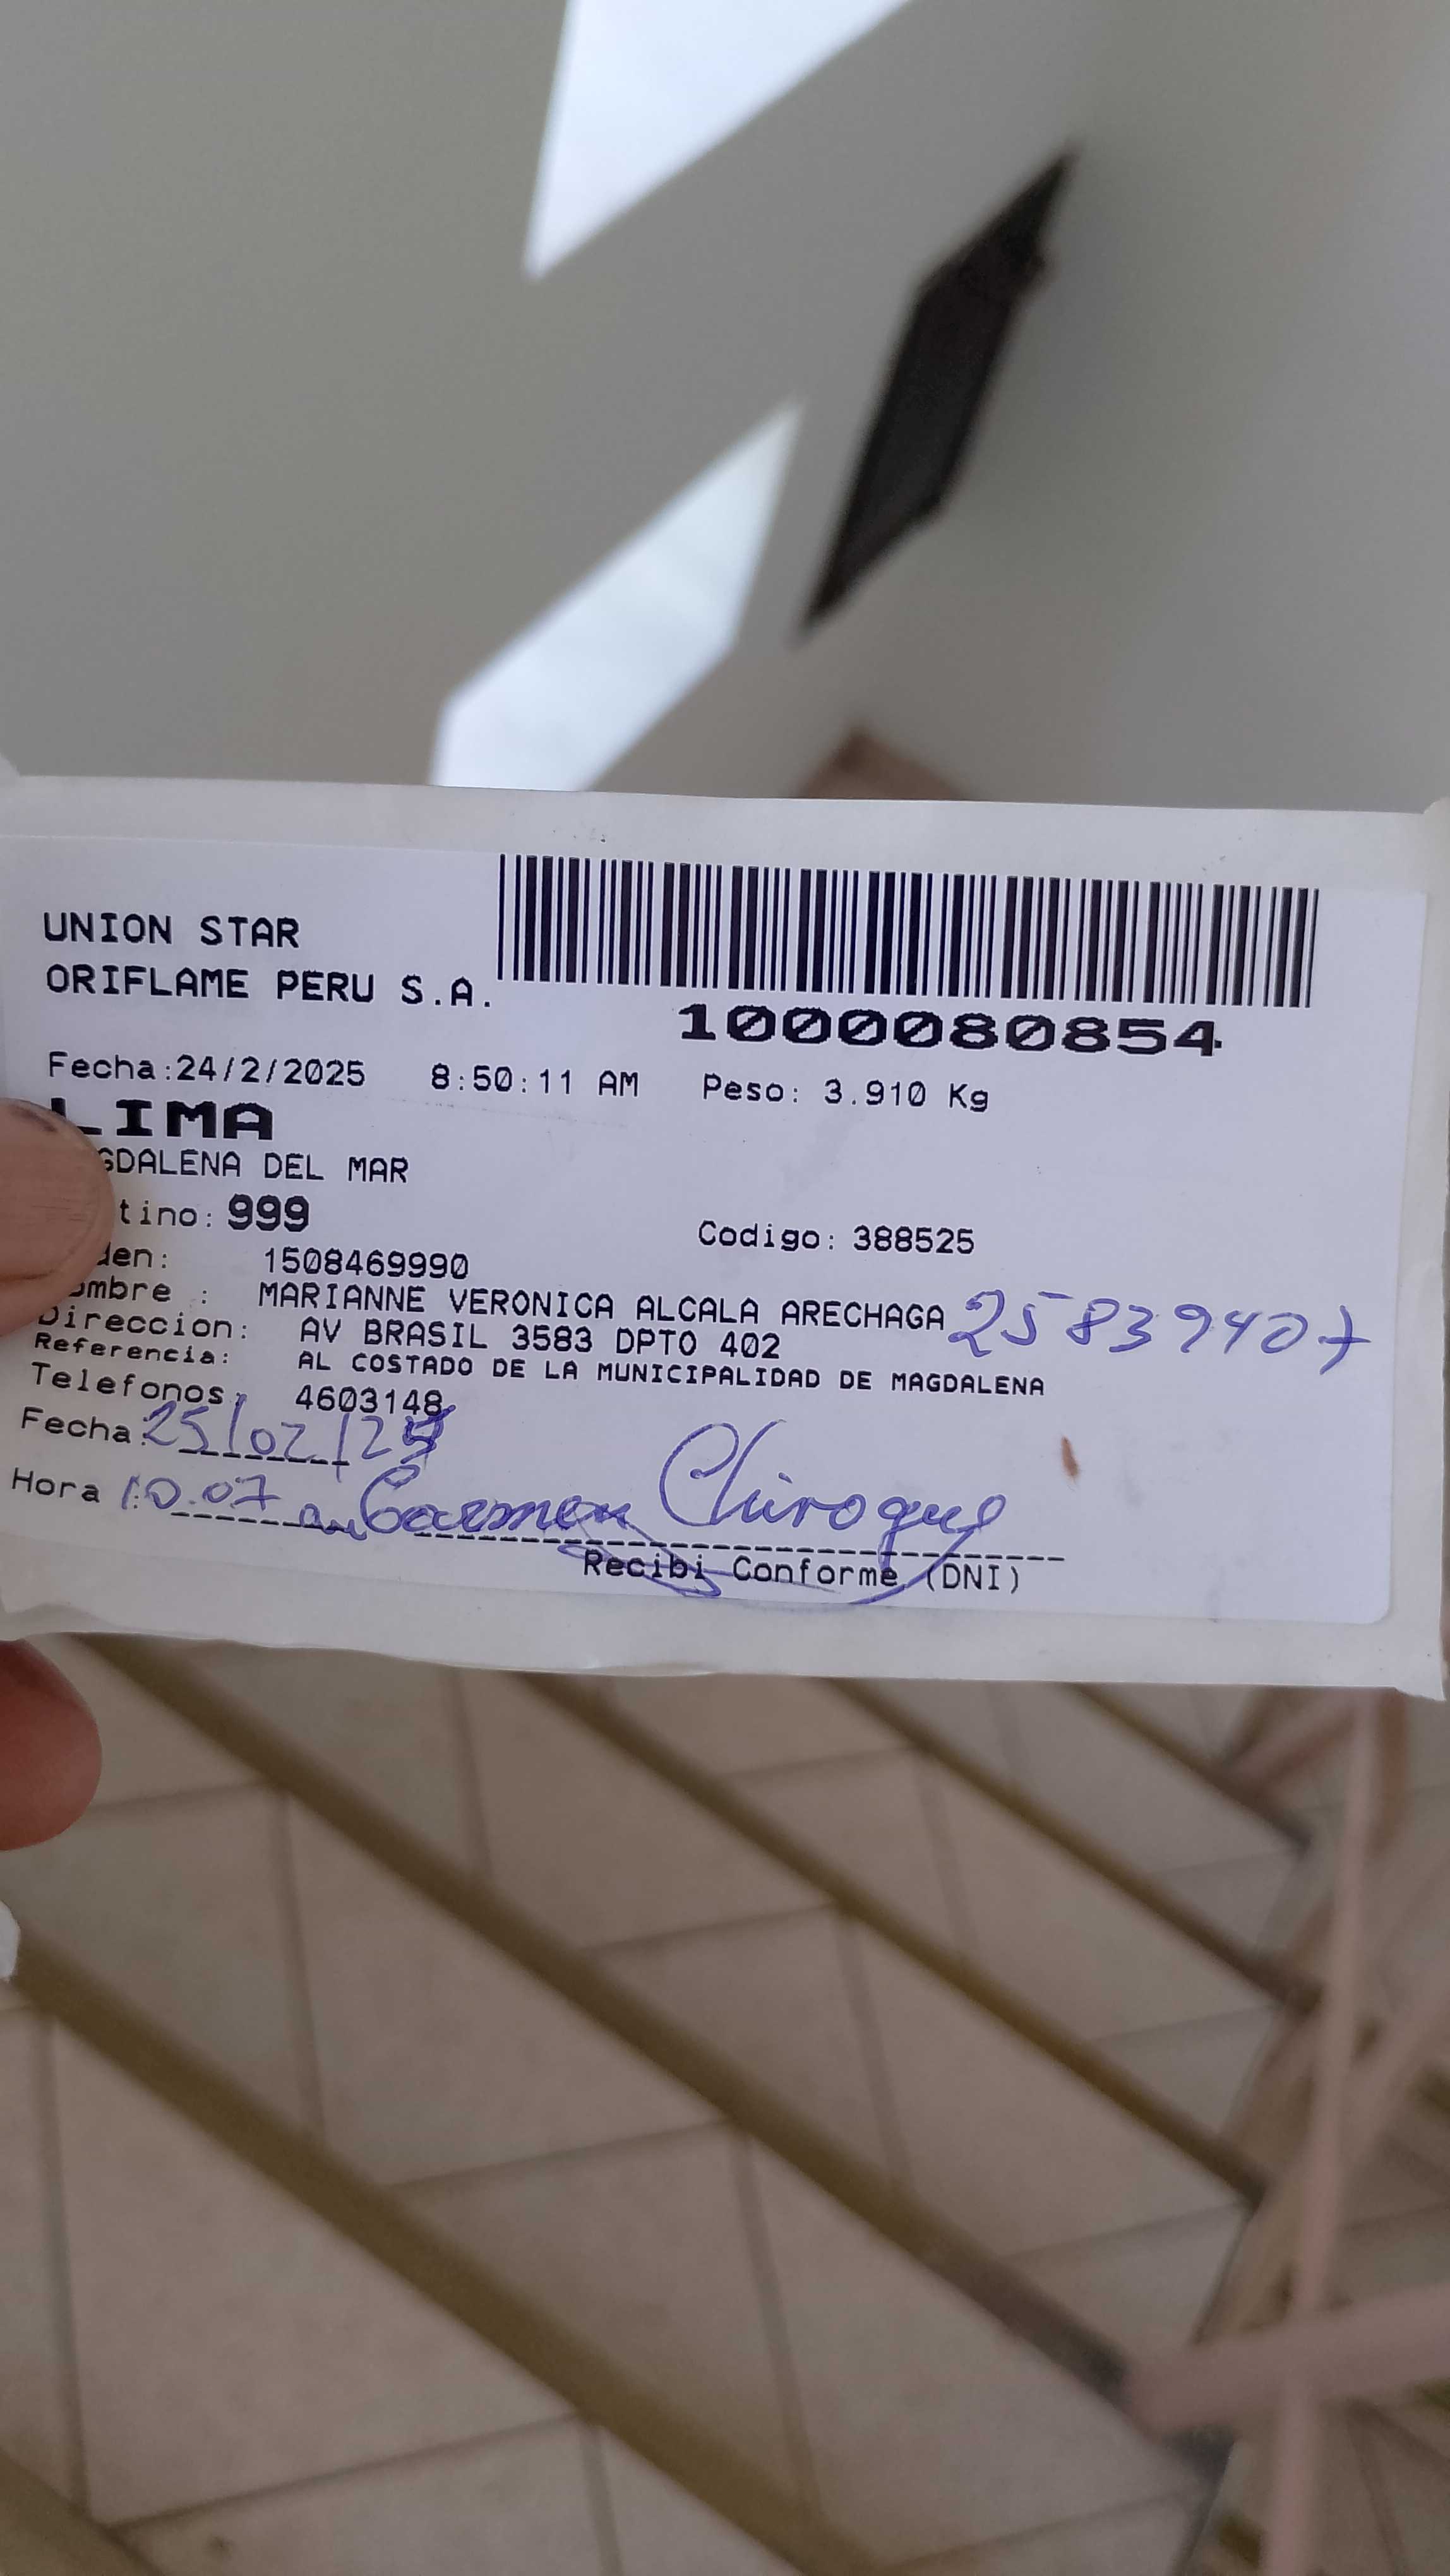 UNION STAR
ORIFLAME PERU S.A.
1000080854
Fecha:24/2/2025 8:50:11 AM Peso: 3.910 Kg
LIMA
GDALENA DEL MAR
tino: 999 Codigo: 388525
den: 1508469990
ombre : MARIANNE VERONICA ALCALA ARECHAGA 25839407
Direccion: AV BRASIL 3583 DPTO 402
Referencia: AL COSTADO DE LA MUNICIPALIDAD DE MAGDALENA
Telefonos: 4603148
Fecha: 25/02/25
Hora 10.07 am Carmen Chiroque
Recibi Conforme (DNI)